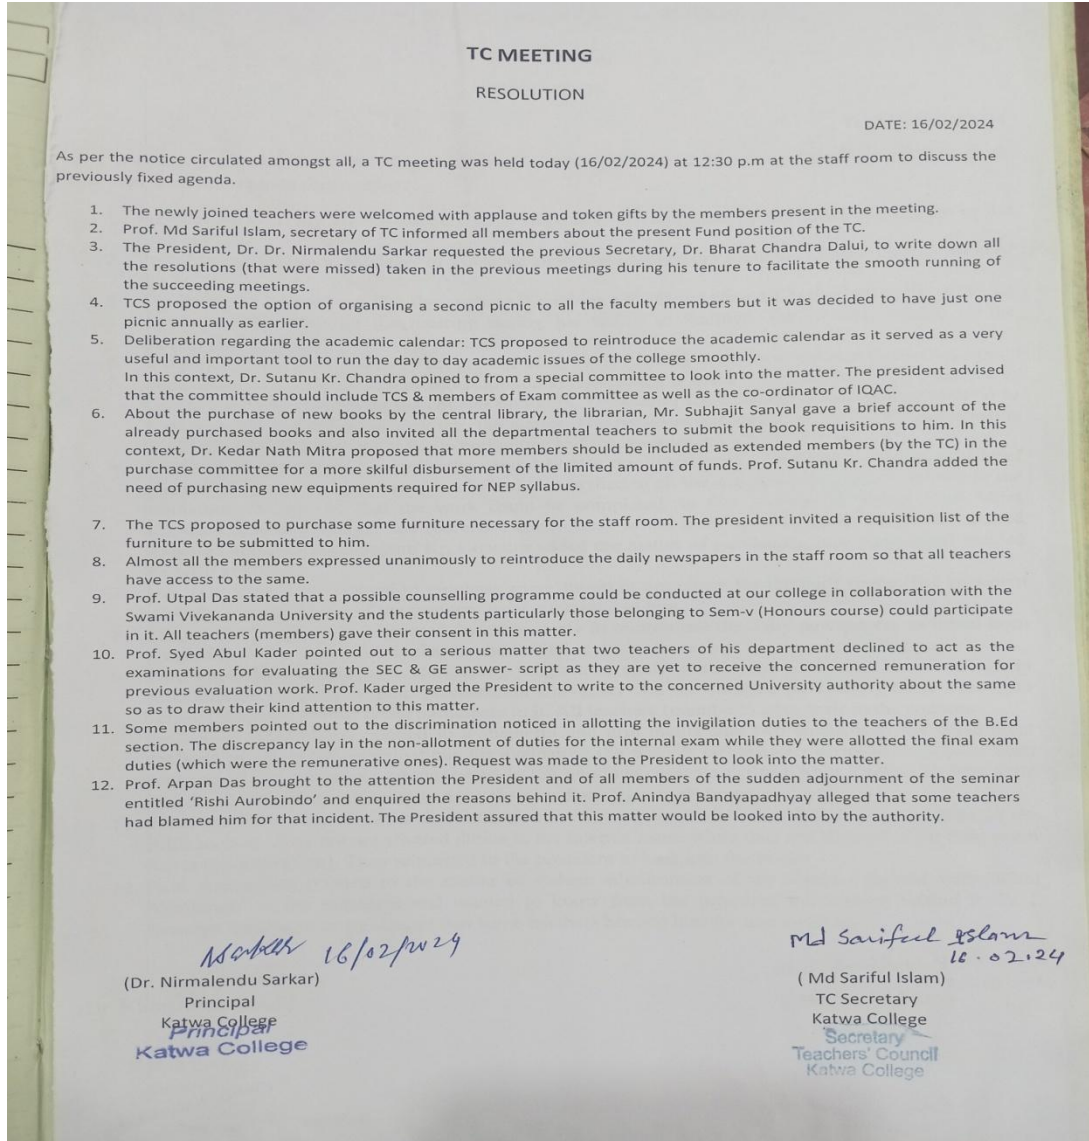 TC MEETING
RESOLUTION
DATE: 16/02/2024
As per the notice circulated amongst all, a TC meeting was held today (16/02/2024) at 12:30 p.m at the staff room to discuss the
previously fixed agenda.
1. The newly joined teachers were welcomed with applause and token gifts by the members present in the meeting.
2. Prof. Md Sariful Islam, secretary of TC informed all members about the present Fund position of the TC.
3. The President, Dr. Dr. Nirmalendu Sarkar requested the previous Secretary, Dr. Bharat Chandra Dalui, to write down all
the resolutions (that were missed) taken in the previous meetings during his tenure to facilitate the smooth running of
the succeeding meetings.
4. TCS proposed the option of organising a second picnic to all the faculty members but it was decided to have just one
picnic annually as earlier.
5. Deliberation regarding the academic calendar: TCS proposed to reintroduce the academic calendar as it served as a very
useful and important tool to run the day to day academic issues of the college smoothly.
In this context, Dr. Sutanu Kr. Chandra opined to from a special committee to look into the matter. The president advised
that the committee should include TCS & members of Exam committee as well as the co-ordinator of IQAC.
6. About the purchase of new books by the central library, the librarian, Mr. Subhajit Sanyal gave a brief account of the
already purchased books and also invited all the departmental teachers to submit the book requisitions to him. In this
context, Dr. Kedar Nath Mitra proposed that more members should be included as extended members (by the TC) in the
purchase committee for a more skilful disbursement of the limited amount of funds. Prof. Sutanu Kr. Chandra added the
need of purchasing new equipments required for NEP syllabus.
7. The TCS proposed to purchase some furniture necessary for the staff room. The president invited a requisition list of the
furniture to be submitted to him.
8. Almost all the members expressed unanimously to reintroduce the daily newspapers in the staff room so that all teachers
have access to the same.
9. Prof. Utpal Das stated that a possible counselling programme could be conducted at our college in collaboration with the
Swami Vivekananda University and the students particularly those belonging to Sem-v (Honours course) could participate
in it. All teachers (members) gave their consent in this matter.
10. Prof. Syed Abul Kader pointed out to a serious matter that two teachers of his department declined to act as the
examinations for evaluating the SEC & GE answer- script as they are yet to receive the concerned remuneration for
previous evaluation work. Prof. Kader urged the President to write to the concerned University authority about the same
so as to draw their kind attention to this matter.
11. Some members pointed out to the discrimination noticed in allotting the invigilation duties to the teachers of the B.Ed
section. The discrepancy lay in the non-allotment of duties for the internal exam while they were allotted the final exam
duties (which were the remunerative ones). Request was made to the President to look into the matter.
12. Prof. Arpan Das brought to the attention the President and of all members of the sudden adjournment of the seminar
entitled ‘Rishi Aurobindo’ and enquired the reasons behind it. Prof. Anindya Bandyapadhyay alleged that some teachers
had blamed him for that incident. The President assured that this matter would be looked into by the authority.
16/02/2024
(Dr. Nirmalendu Sarkar)
Principal
Katwa College
Principal
Katwa College
Md Sariful Islam
16.02.24
( Md Sariful Islam)
TC Secretary
Katwa College
Secretary
Teachers' Council
Katwa College